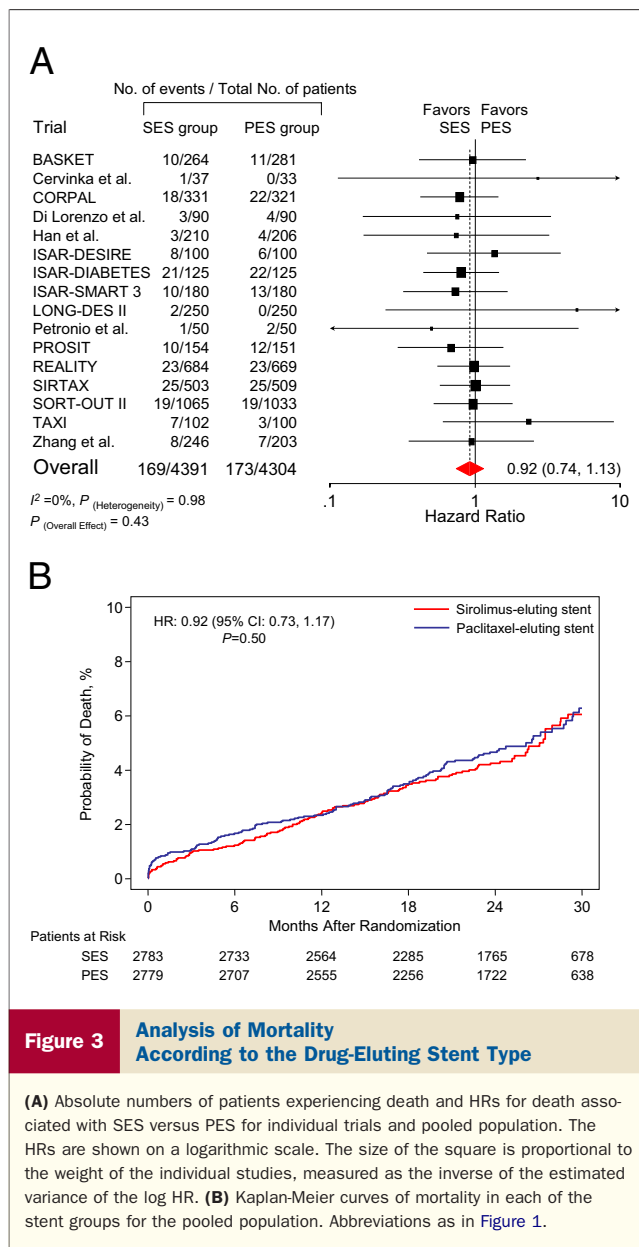 A
No. of events / Total No. of patients
Favors Favors
Trial SES group PES group SES PES
BASKET 10/264 11/281
Cervinka et al. 1/37 0/33
CORPAL 18/331 22/321
Di Lorenzo et al. 3/90 4/90
Han et al. 3/210 4/206
ISAR-DESIRE 8/100 6/100
ISAR-DIABETES 21/125 22/125
ISAR-SMART 3 10/180 13/180
LONG-DES II 2/250 0/250
Petronio et al. 1/50 2/50
PROSIT 10/154 12/151
REALITY 23/684 23/669
SIRTAX 25/503 25/509
SORT-OUT II 19/1065 19/1033
TAXI 7/102 3/100
Zhang et al. 8/246 7/203
Overall 169/4391 173/4304 0.92 (0.74, 1.13)
I² =0%, P (Heterogeneity) = 0.98
P (Overall Effect) = 0.43
.1 1 10
Hazard Ratio
B
HR: 0.92 (95% CI: 0.73, 1.17)
P=0.50
Sirolimus-eluting stent
Paclitaxel-eluting stent
Probability of Death, %
10
8
6
4
2
0
0 6 12 18 24 30
Months After Randomization
Patients at Risk
SES 2783 2733 2564 2285 1765 678
PES 2779 2707 2555 2256 1722 638
Figure 3 Analysis of Mortality
According to the Drug-Eluting Stent Type
(A) Absolute numbers of patients experiencing death and HRs for death asso-
ciated with SES versus PES for individual trials and pooled population. The
HRs are shown on a logarithmic scale. The size of the square is proportional to
the weight of the individual studies, measured as the inverse of the estimated
variance of the log HR. (B) Kaplan-Meier curves of mortality in each of the
stent groups for the pooled population. Abbreviations as in Figure 1.